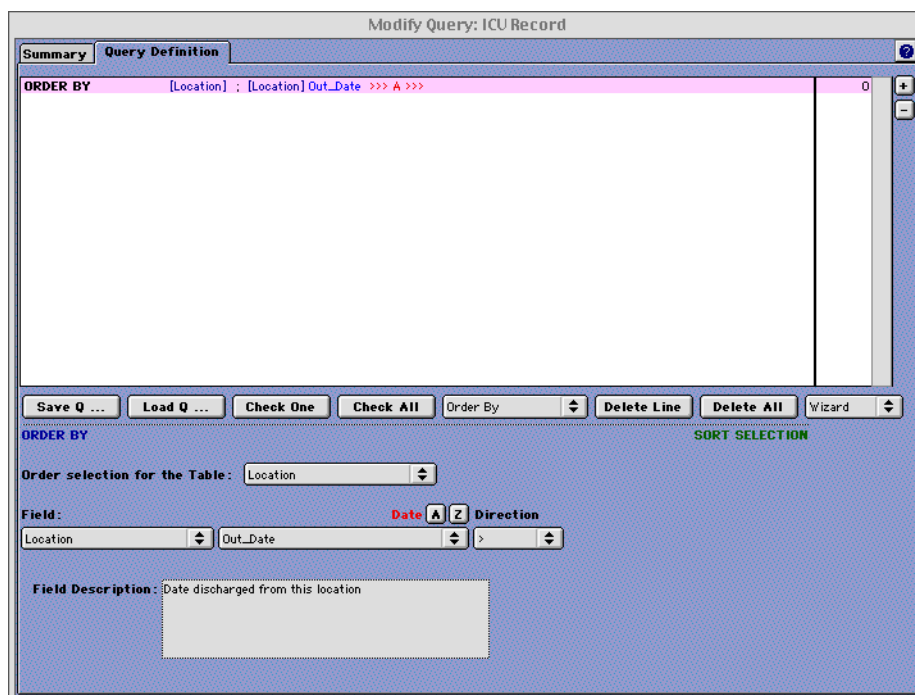 Modify Query: ICU Record
Summary Query Definition ?
ORDER BY [Location] ; [Location] Out_Date >>> A >>> 0 +
-
Save Q ... Load Q ... Check One Check All Order By Delete Line Delete All Wizard
ORDER BY SORT SELECTION
Order selection for the Table: Location
Field: Date A Z Direction
Location Out_Date >
Field Description: Date discharged from this location